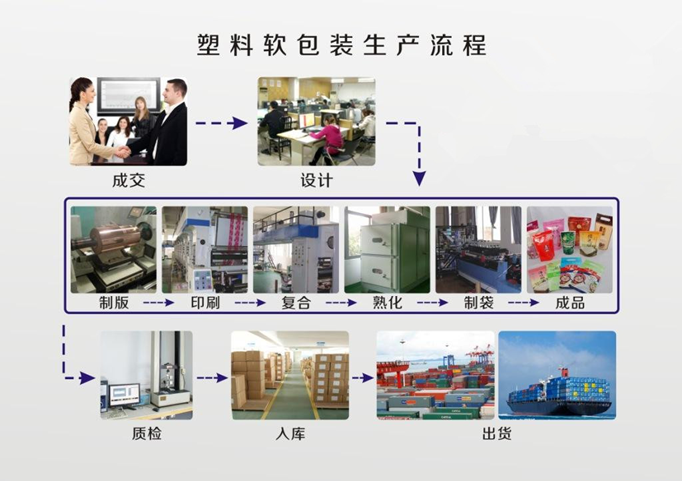 塑料软包装生产流程
成交
设计
制版
印刷
复合
熟化
制袋
成品
质检
入库
出货